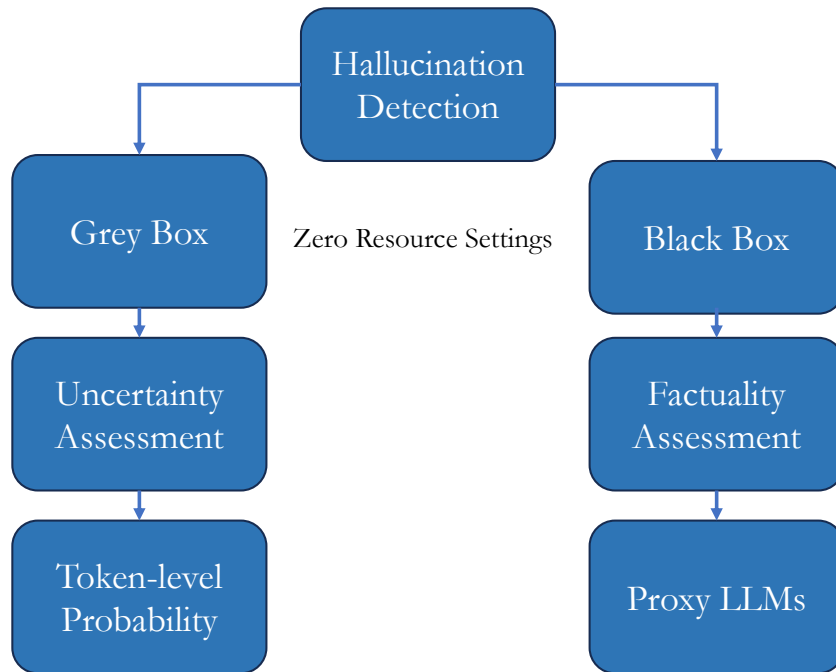 Hallucination
Detection
Grey Box
Zero Resource Settings
Black Box
Uncertainty
Assessment
Factuality
Assessment
Token-level
Probability
Proxy LLMs